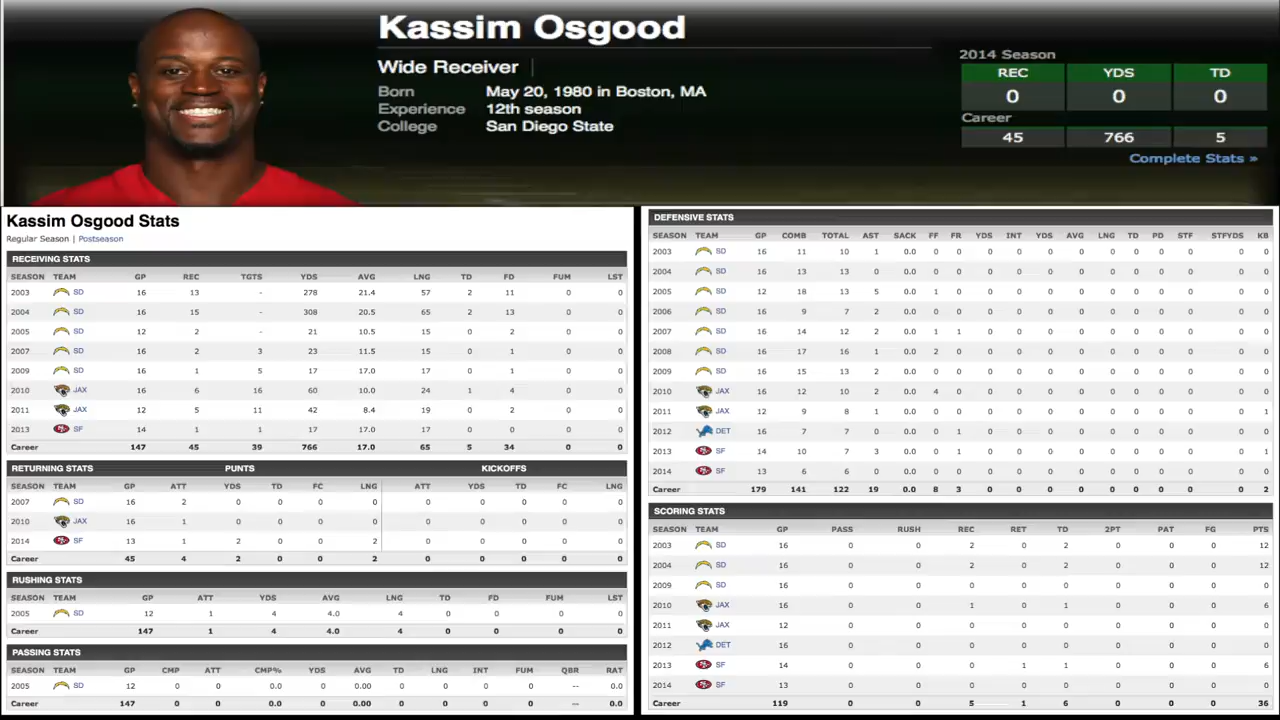 Kassim Osgood
Wide Receiver |
Born May 20, 1980 in Boston, MA
Experience 12th season
College San Diego State
2014 Season
REC YDS TD
0 0 0
Career
45 766 5
Complete Stats »
Kassim Osgood Stats
Regular Season | Postseason
RECEIVING STATS
SEASON TEAM GP REC TGTS YDS AVG LNG TD FD FUM LST
2003 SD 16 13 - 278 21.4 57 2 11 0 0
2004 SD 16 15 - 308 20.5 65 2 13 0 0
2005 SD 12 2 - 21 10.5 15 0 2 0 0
2007 SD 16 2 3 23 11.5 15 0 1 0 0
2009 SD 16 1 5 17 17.0 17 0 1 0 0
2010 JAX 16 6 16 60 10.0 24 1 4 0 0
2011 JAX 12 5 11 42 8.4 19 0 2 0 0
2013 SF 14 1 1 17 17.0 17 0 0 0 0
Career 147 45 39 766 17.0 65 5 34 0 0
RETURNING STATS PUNTS KICKOFFS
SEASON TEAM GP ATT YDS TD FC LNG ATT YDS TD FC LNG
2007 SD 16 2 0 0 0 0 0 0 0 0 0
2010 JAX 16 1 0 0 0 0 0 0 0 0 0
2014 SF 13 1 2 0 0 2 0 0 0 0 0
Career 45 4 2 0 0 2 0 0 0 0 0
RUSHING STATS
SEASON TEAM GP ATT YDS AVG LNG TD FD FUM LST
2005 SD 12 1 4 4.0 4 0 0 0 0
Career 147 1 4 4.0 4 0 0 0 0
PASSING STATS
SEASON TEAM GP CMP ATT CMP% YDS AVG TD LNG INT FUM QBR RAT
2005 SD 12 0 0 0.0 0 0.00 0 0 0 0 -- 0.0
Career 147 0 0 0.0 0 0.00 0 0 0 0 -- 0.0
DEFENSIVE STATS
SEASON TEAM GP COMB TOTAL AST SACK FF FR YDS INT YDS AVG LNG TD PD STF STFYDS KB
2003 SD 16 11 10 1 0.0 0 0 0 0 0 0 0 0 0 0 0 0
2004 SD 16 13 13 0 0.0 0 0 0 0 0 0 0 0 0 0 0 0
2005 SD 12 18 13 5 0.0 1 0 0 0 0 0 0 0 0 0 0 0
2006 SD 16 9 7 2 0.0 0 0 0 0 0 0 0 0 0 0 0 0
2007 SD 16 14 12 2 0.0 1 1 0 0 0 0 0 0 0 0 0 0
2008 SD 16 17 16 1 0.0 2 0 0 0 0 0 0 0 0 0 0 0
2009 SD 16 15 13 2 0.0 0 0 0 0 0 0 0 0 0 0 0 0
2010 JAX 16 12 10 2 0.0 4 0 0 0 0 0 0 0 0 0 0 0
2011 JAX 12 9 8 1 0.0 0 0 0 0 0 0 0 0 0 0 0 1
2012 DET 16 7 7 0 0.0 0 1 0 0 0 0 0 0 0 0 0 0
2013 SF 14 10 7 3 0.0 0 1 0 0 0 0 0 0 0 0 0 1
2014 SF 13 6 6 0 0.0 0 0 0 0 0 0 0 0 0 0 0 0
Career 179 141 122 19 0.0 8 3 0 0 0 0 0 0 0 0 0 2
SCORING STATS
SEASON TEAM GP PASS RUSH REC RET TD 2PT PAT FG PTS
2003 SD 16 0 0 2 0 2 0 0 0 12
2004 SD 16 0 0 2 0 2 0 0 0 12
2009 SD 16 0 0 0 0 0 0 0 0 0
2010 JAX 16 0 0 1 0 1 0 0 0 6
2011 JAX 12 0 0 0 0 0 0 0 0 0
2012 DET 16 0 0 0 0 0 0 0 0 0
2013 SF 14 0 0 0 1 1 0 0 0 6
2014 SF 13 0 0 0 0 0 0 0 0 0
Career 119 0 0 5 1 6 0 0 0 36